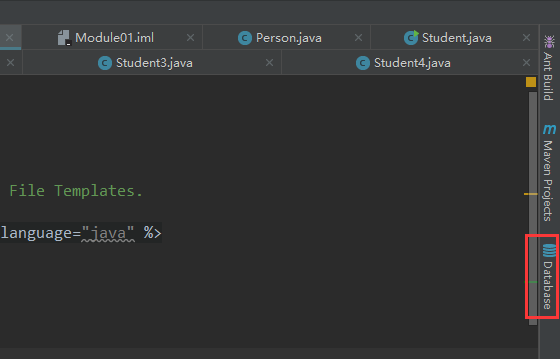 Module01.iml
Person.java
Student.java
Student3.java
Student4.java
Ant Build
Maven Projects
Database
File Templates.
language="java" %>